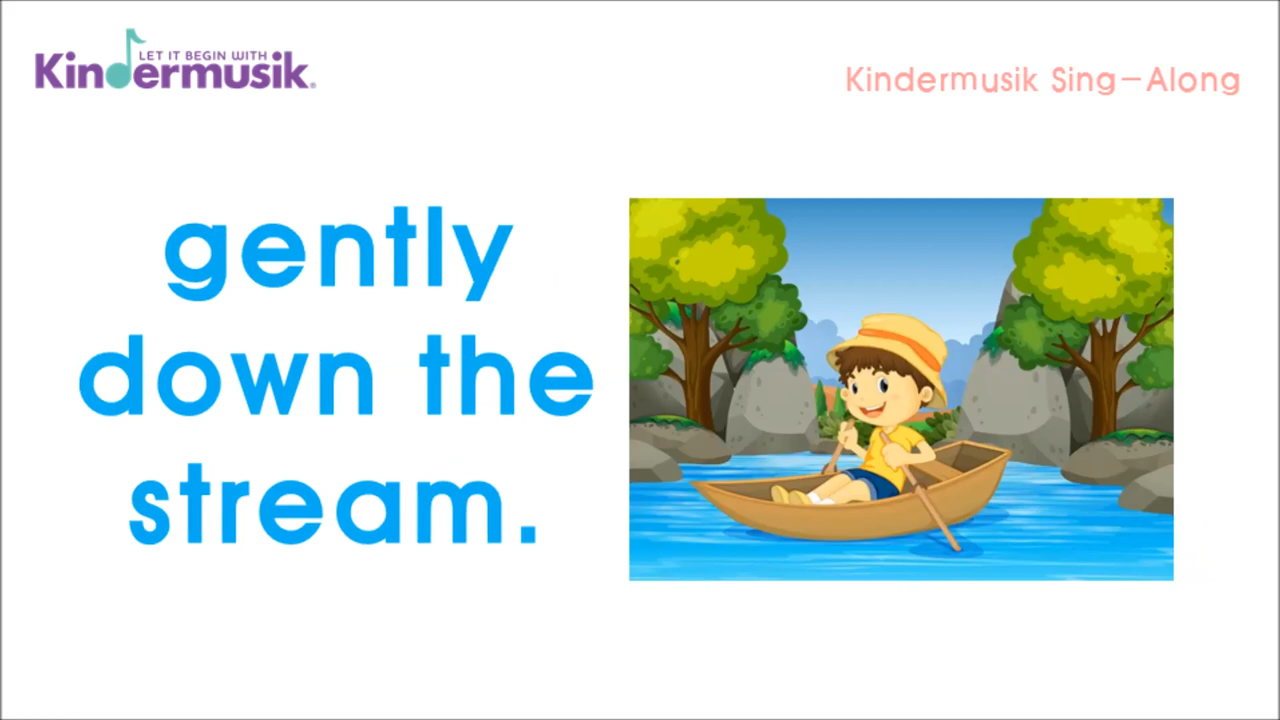 LET IT BEGIN WITH
Kindermusik
Kindermusik Sing-Along
gently
down the
stream.